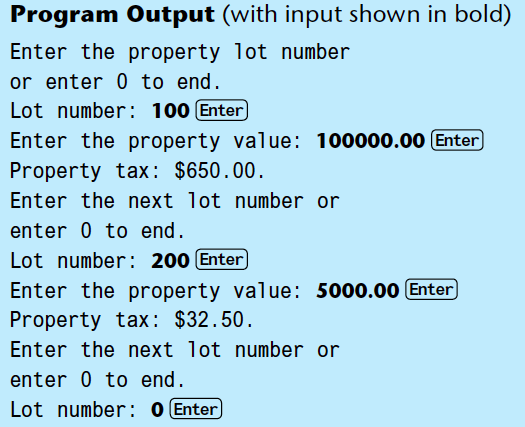 Program Output (with input shown in bold)
Enter the property lot number
or enter 0 to end.
Lot number: 100 Enter
Enter the property value: 100000.00 Enter
Property tax: $650.00.
Enter the next lot number or
enter 0 to end.
Lot number: 200 Enter
Enter the property value: 5000.00 Enter
Property tax: $32.50.
Enter the next lot number or
enter 0 to end.
Lot number: 0 Enter